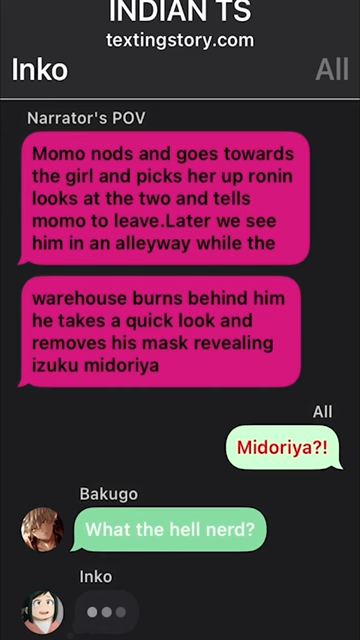 INDIAN TS
textingstory.com
Inko
All
Narrator's POV
Momo nods and goes towards
the girl and picks her up ronin
looks at the two and tells
momo to leave.Later we see
him in an alleyway while the
warehouse burns behind him
he takes a quick look and
removes his mask revealing
izuku midoriya
All
Midoriya?!
Bakugo
What the hell nerd?
Inko